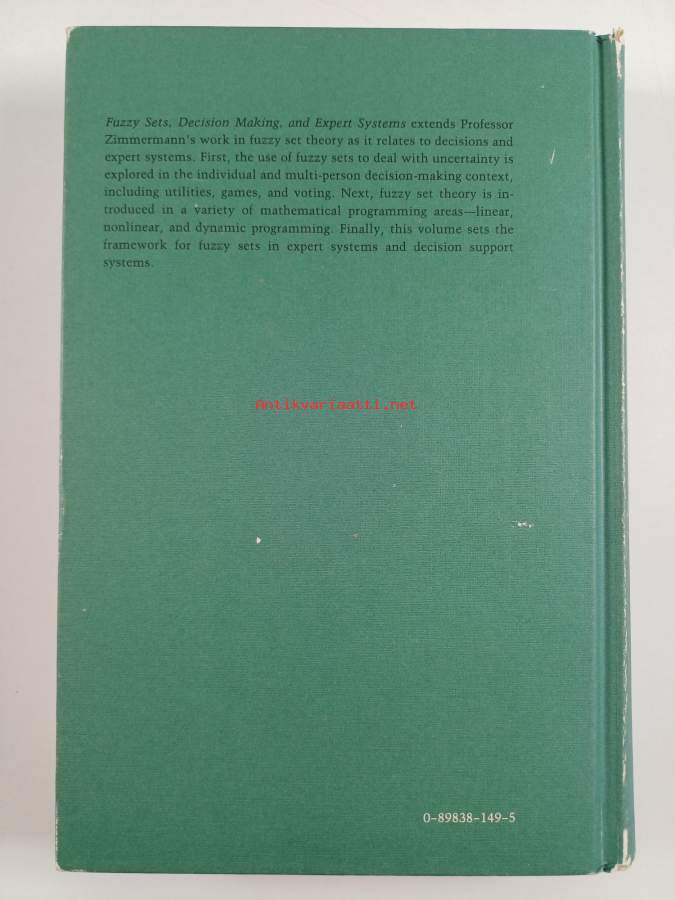 Fuzzy Sets, Decision Making, and Expert Systems extends Professor
Zimmermann's work in fuzzy set theory as it relates to decisions and
expert systems. First, the use of fuzzy sets to deal with uncertainty is
explored in the individual and multi-person decision-making context,
including utilities, games, and voting. Next, fuzzy set theory is in-
troduced in a variety of mathematical programming areas—linear,
nonlinear, and dynamic programming. Finally, this volume sets the
framework for fuzzy sets in expert systems and decision support
systems.
Antikvariaatti.net
0-89838-149-5